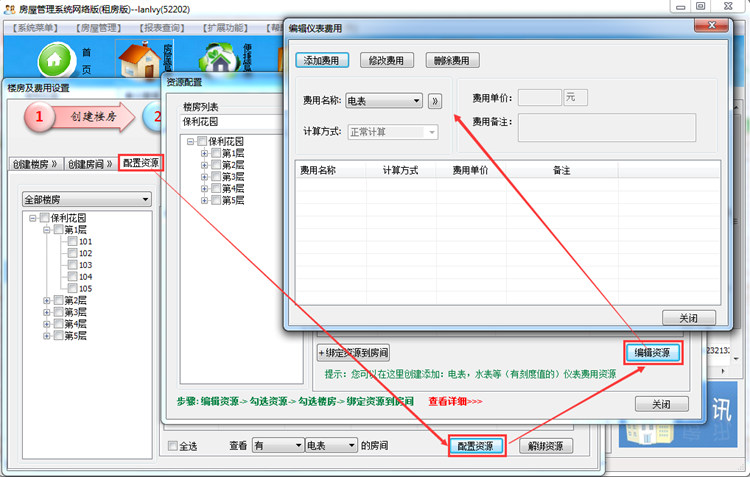 房屋管理系统网络版(租房版)--lanlvy(52202)
【系统菜单】 【房屋管理】 【报表查询】 【扩展功能】
首
页
楼房及费用设置
1 创建楼房 2
创建楼房 》 创建房间 》 配置资源
全部楼房
保利花园
第1层
101
102
103
104
105
第2层
第3层
第4层
第5层
全选 查看 有 电表 的房间 配置资源 解绑资源
资源配置
楼房列表
保利花园
保利花园
第1层
第2层
第3层
第4层
第5层
+绑定资源到房间 编辑资源
提示：您可以在这里创建添加：电表，水表等（有刻度值的）仪表费用资源
步骤:编辑资源->勾选资源->勾选楼房->绑定资源到房间 查看详细>>>
关闭
编辑仪表费用
添加费用 修改费用 删除费用
费用名称: 电表 》
计算方式: 正常计算
费用单价: 元
费用备注:
费用名称 计算方式 费用单价 备注
关闭
讯